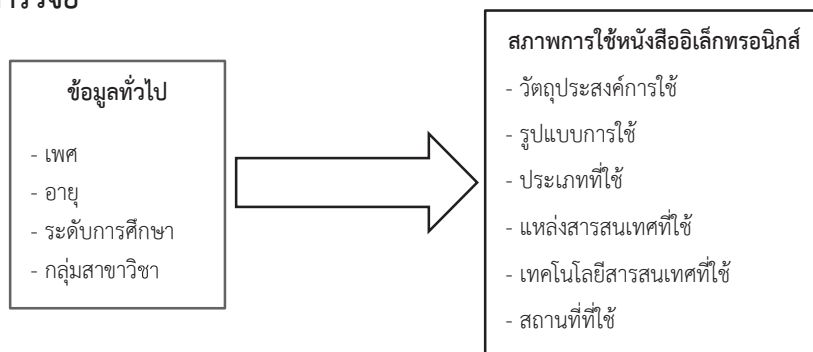 ข้อมูลทั่วไป
- เพศ
- อายุ
- ระดับการศึกษา
- กลุ่มสาขาวิชา
สภาพการใช้หนังสืออิเล็กทรอนิกส์
- วัตถุประสงค์การใช้
- รูปแบบการใช้
- ประเภทที่ใช้
- แหล่งสารสนเทศที่ใช้
- เทคโนโลยีสารสนเทศที่ใช้
- สถานที่ที่ใช้